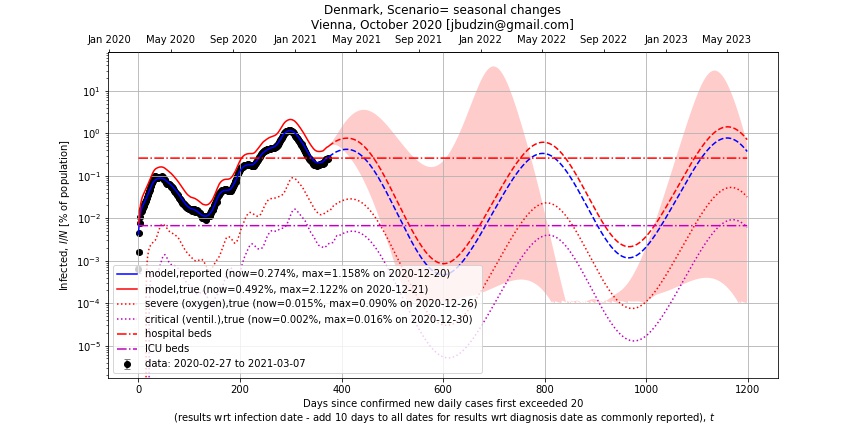 Denmark, Scenario= seasonal changes
Vienna, October 2020 [jbudzin@gmail.com]
Jan 2020 May 2020 Sep 2020 Jan 2021 May 2021 Sep 2021 Jan 2022 May 2022 Sep 2022 Jan 2023 May 2023
Infected, I/N [% of population]
10¹
10⁰
10⁻¹
10⁻²
10⁻³
10⁻⁴
10⁻⁵
model,reported (now=0.274%, max=1.158% on 2020-12-20)
model,true (now=0.492%, max=2.122% on 2020-12-21)
severe (oxygen),true (now=0.015%, max=0.090% on 2020-12-26)
critical (ventil.),true (now=0.002%, max=0.016% on 2020-12-30)
hospital beds
ICU beds
data: 2020-02-27 to 2021-03-07
0 200 400 600 800 1000 1200
Days since confirmed new daily cases first exceeded 20
(results wrt infection date - add 10 days to all dates for results wrt diagnosis date as commonly reported), t